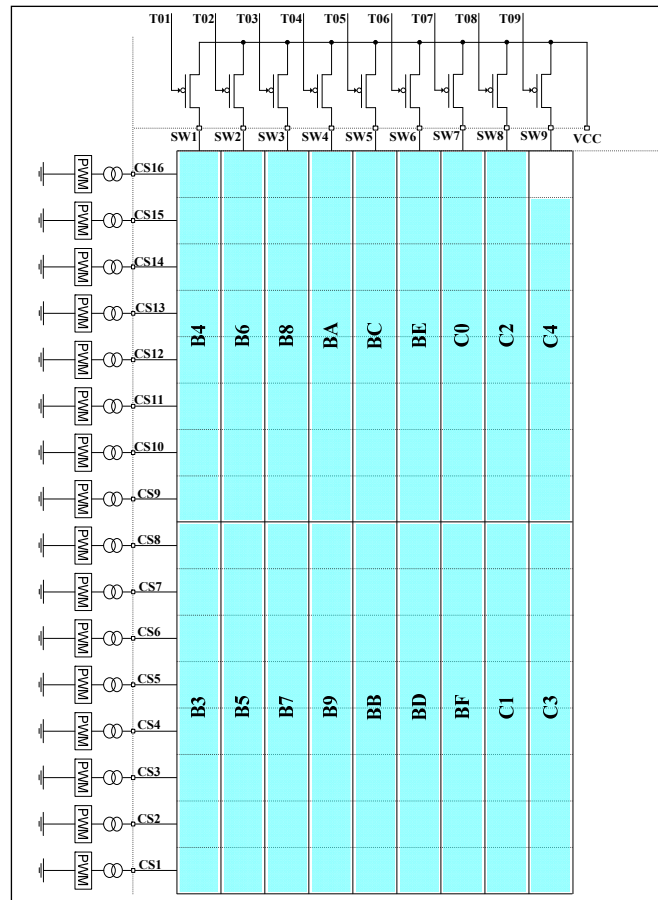 T01 T02 T03 T04 T05 T06 T07 T08 T09
SW1 SW2 SW3 SW4 SW5 SW6 SW7 SW8 SW9 VCC
PWM CS16
PWM CS15
PWM CS14
PWM CS13
B4 B6 B8 BA BC BE C0 C2 C4
PWM CS12
PWM CS11
PWM CS10
PWM CS9
PWM CS8
PWM CS7
PWM CS6
PWM CS5
B3 B5 B7 B9 BB BD BF C1 C3
PWM CS4
PWM CS3
PWM CS2
PWM CS1